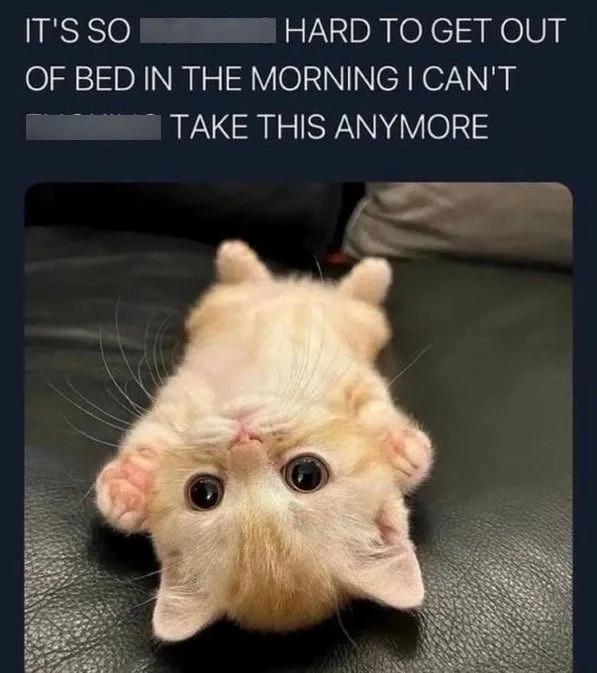 IT'S SO HARD TO GET OUT
OF BED IN THE MORNING I CAN'T
TAKE THIS ANYMORE